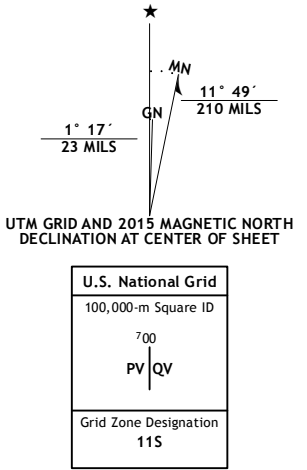 ★
MN
11° 49´
210 MILS
GN
1° 17´
23 MILS
UTM GRID AND 2015 MAGNETIC NORTH
DECLINATION AT CENTER OF SHEET
U.S. National Grid
100,000-m Square ID
⁷00
PV QV
Grid Zone Designation
11S